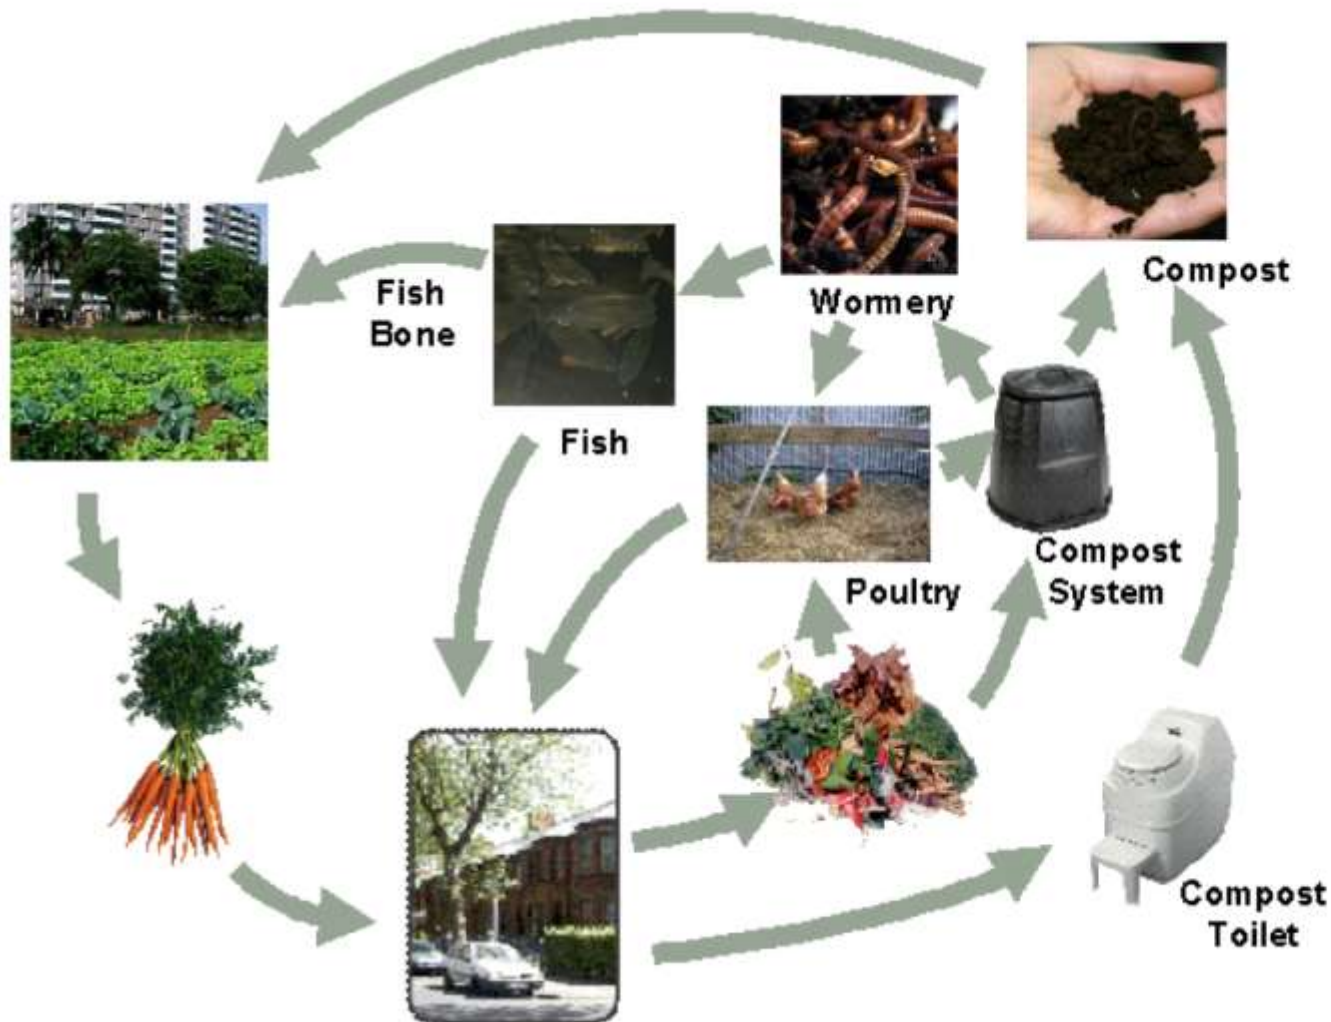 Compost
Wormery
Fish
Bone
Fish
Compost
System
Poultry
Compost
Toilet